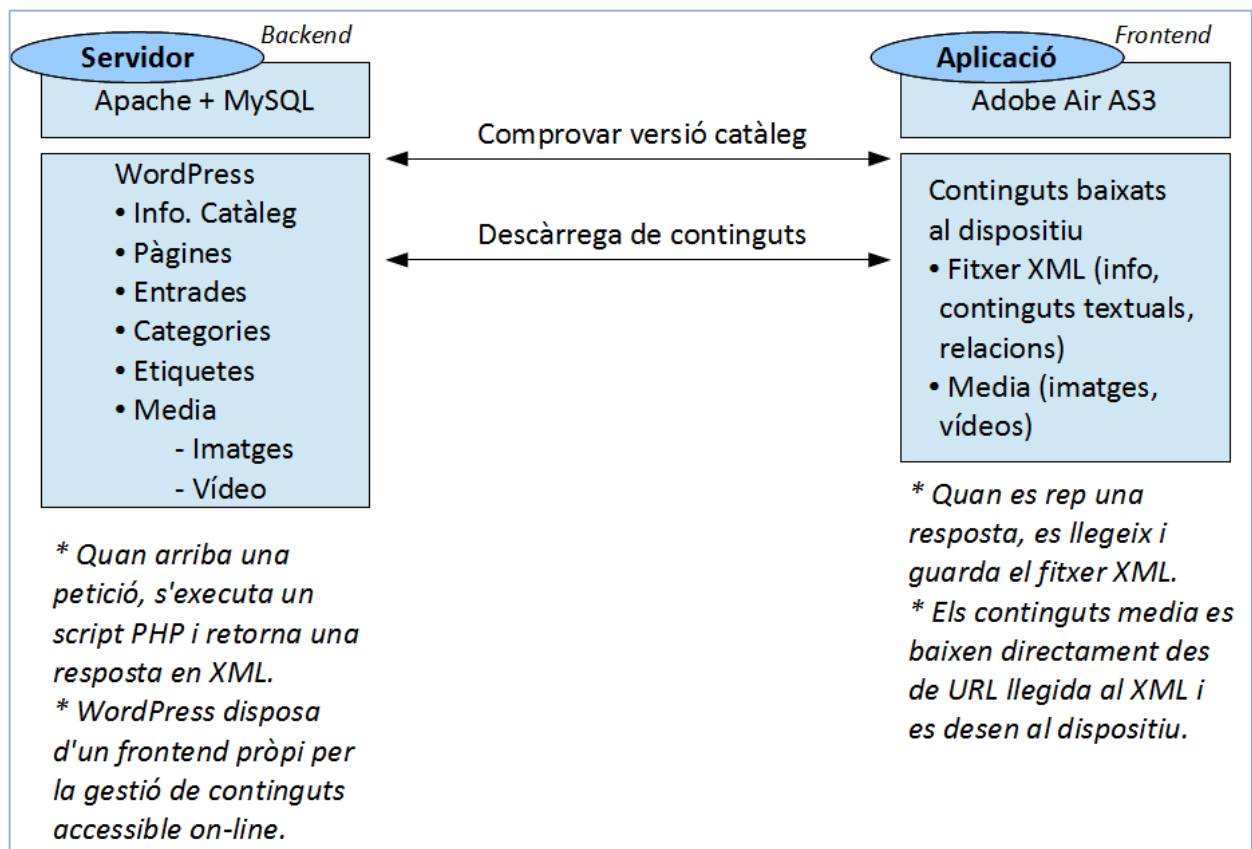 Backend
Servidor
Apache + MySQL
WordPress
• Info. Catàleg
• Pàgines
• Entrades
• Categories
• Etiquetes
• Media
- Imatges
- Vídeo
* Quan arriba una
petició, s'executa un
script PHP i retorna una
resposta en XML.
* WordPress disposa
d'un frontend pròpi per
la gestió de continguts
accessible on-line.
Comprovar versió catàleg
Descàrrega de continguts
Frontend
Aplicació
Adobe Air AS3
Continguts baixats
al dispositiu
• Fitxer XML (info,
continguts textuals,
relacions)
• Media (imatges,
vídeos)
* Quan es rep una
resposta, es llegeix i
guarda el fitxer XML.
* Els continguts media es
baixen directament des
de URL llegida al XML i
es desen al dispositiu.